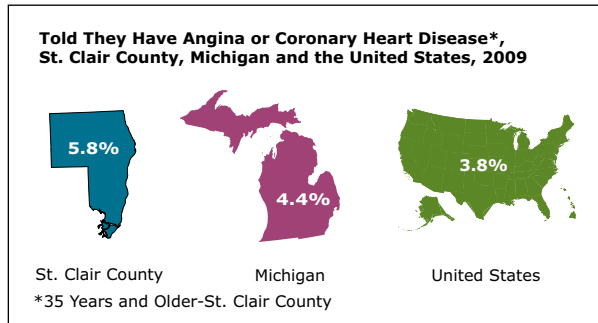 Told They Have Angina or Coronary Heart Disease*,
St. Clair County, Michigan and the United States, 2009
5.8%
4.4%
3.8%
St. Clair County
Michigan
United States
*35 Years and Older-St. Clair County